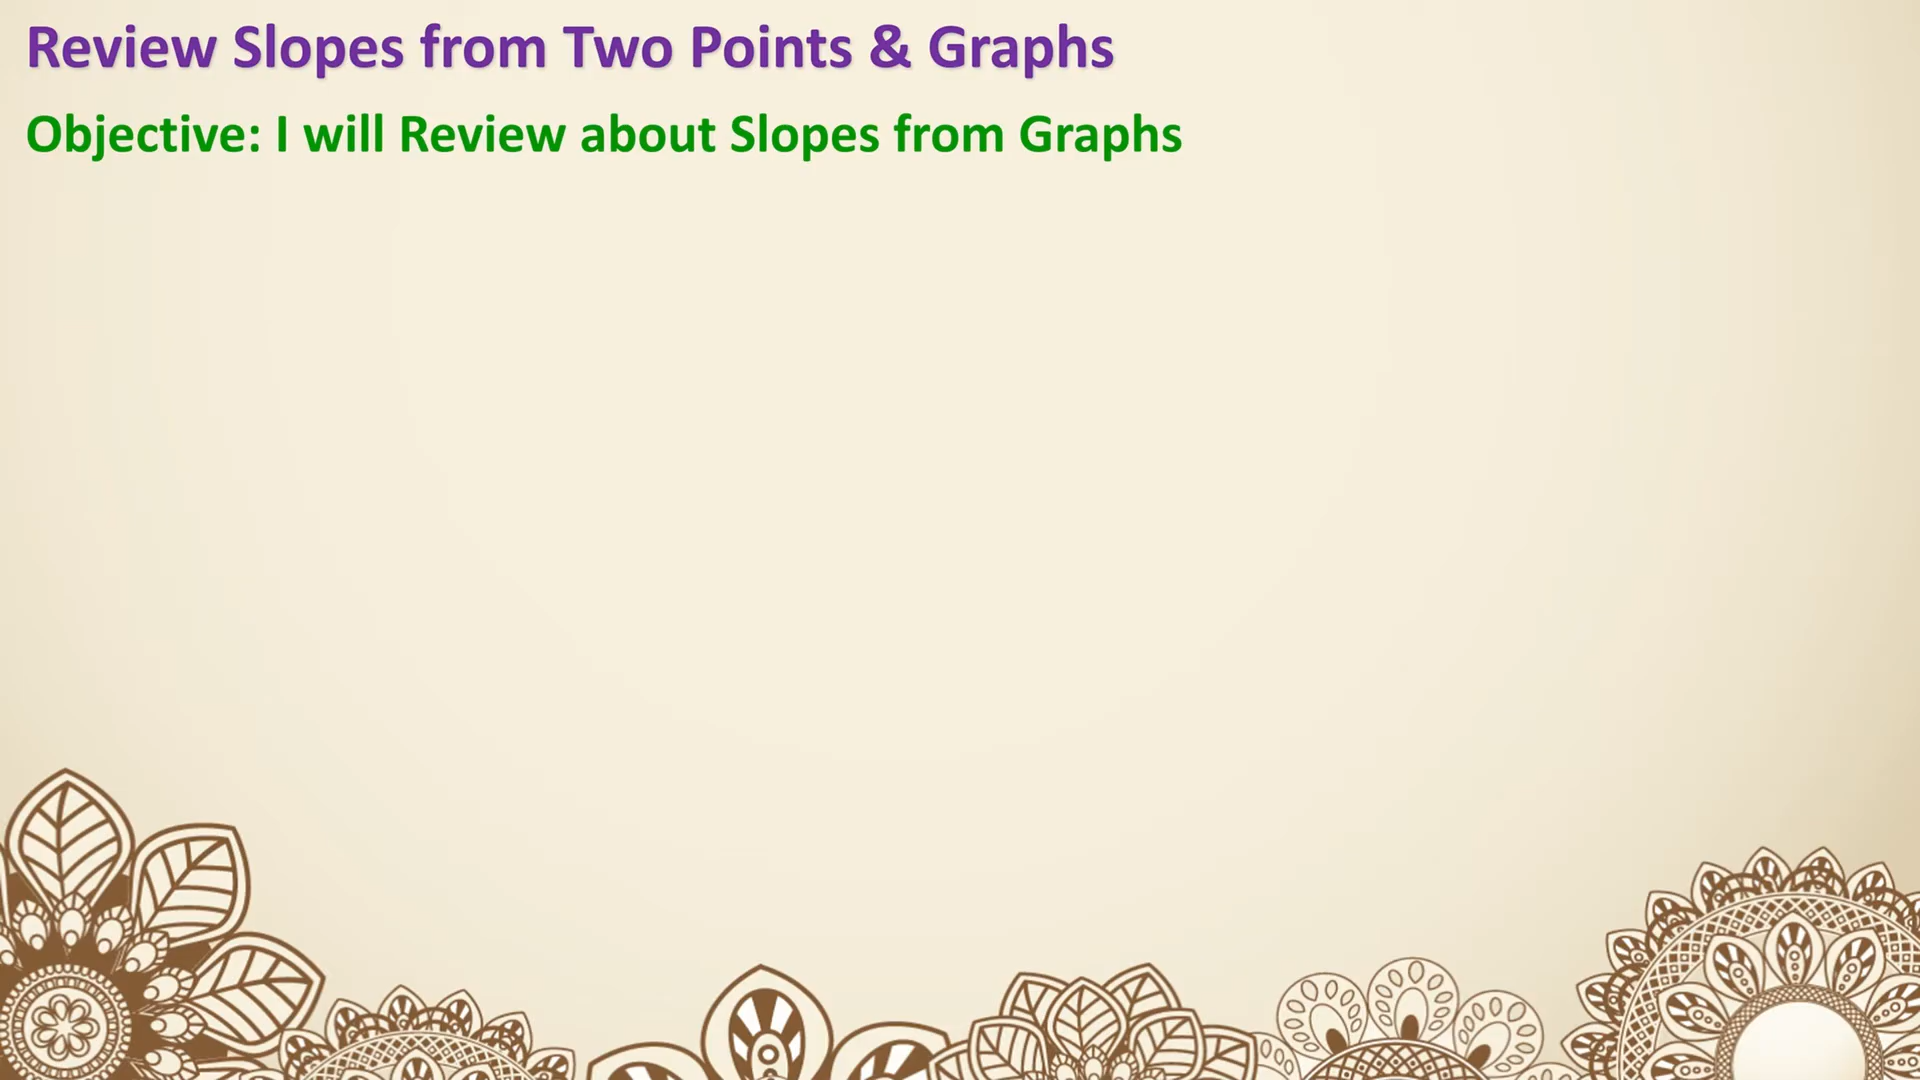 Review Slopes from Two Points & Graphs
Objective: I will Review about Slopes from Graphs